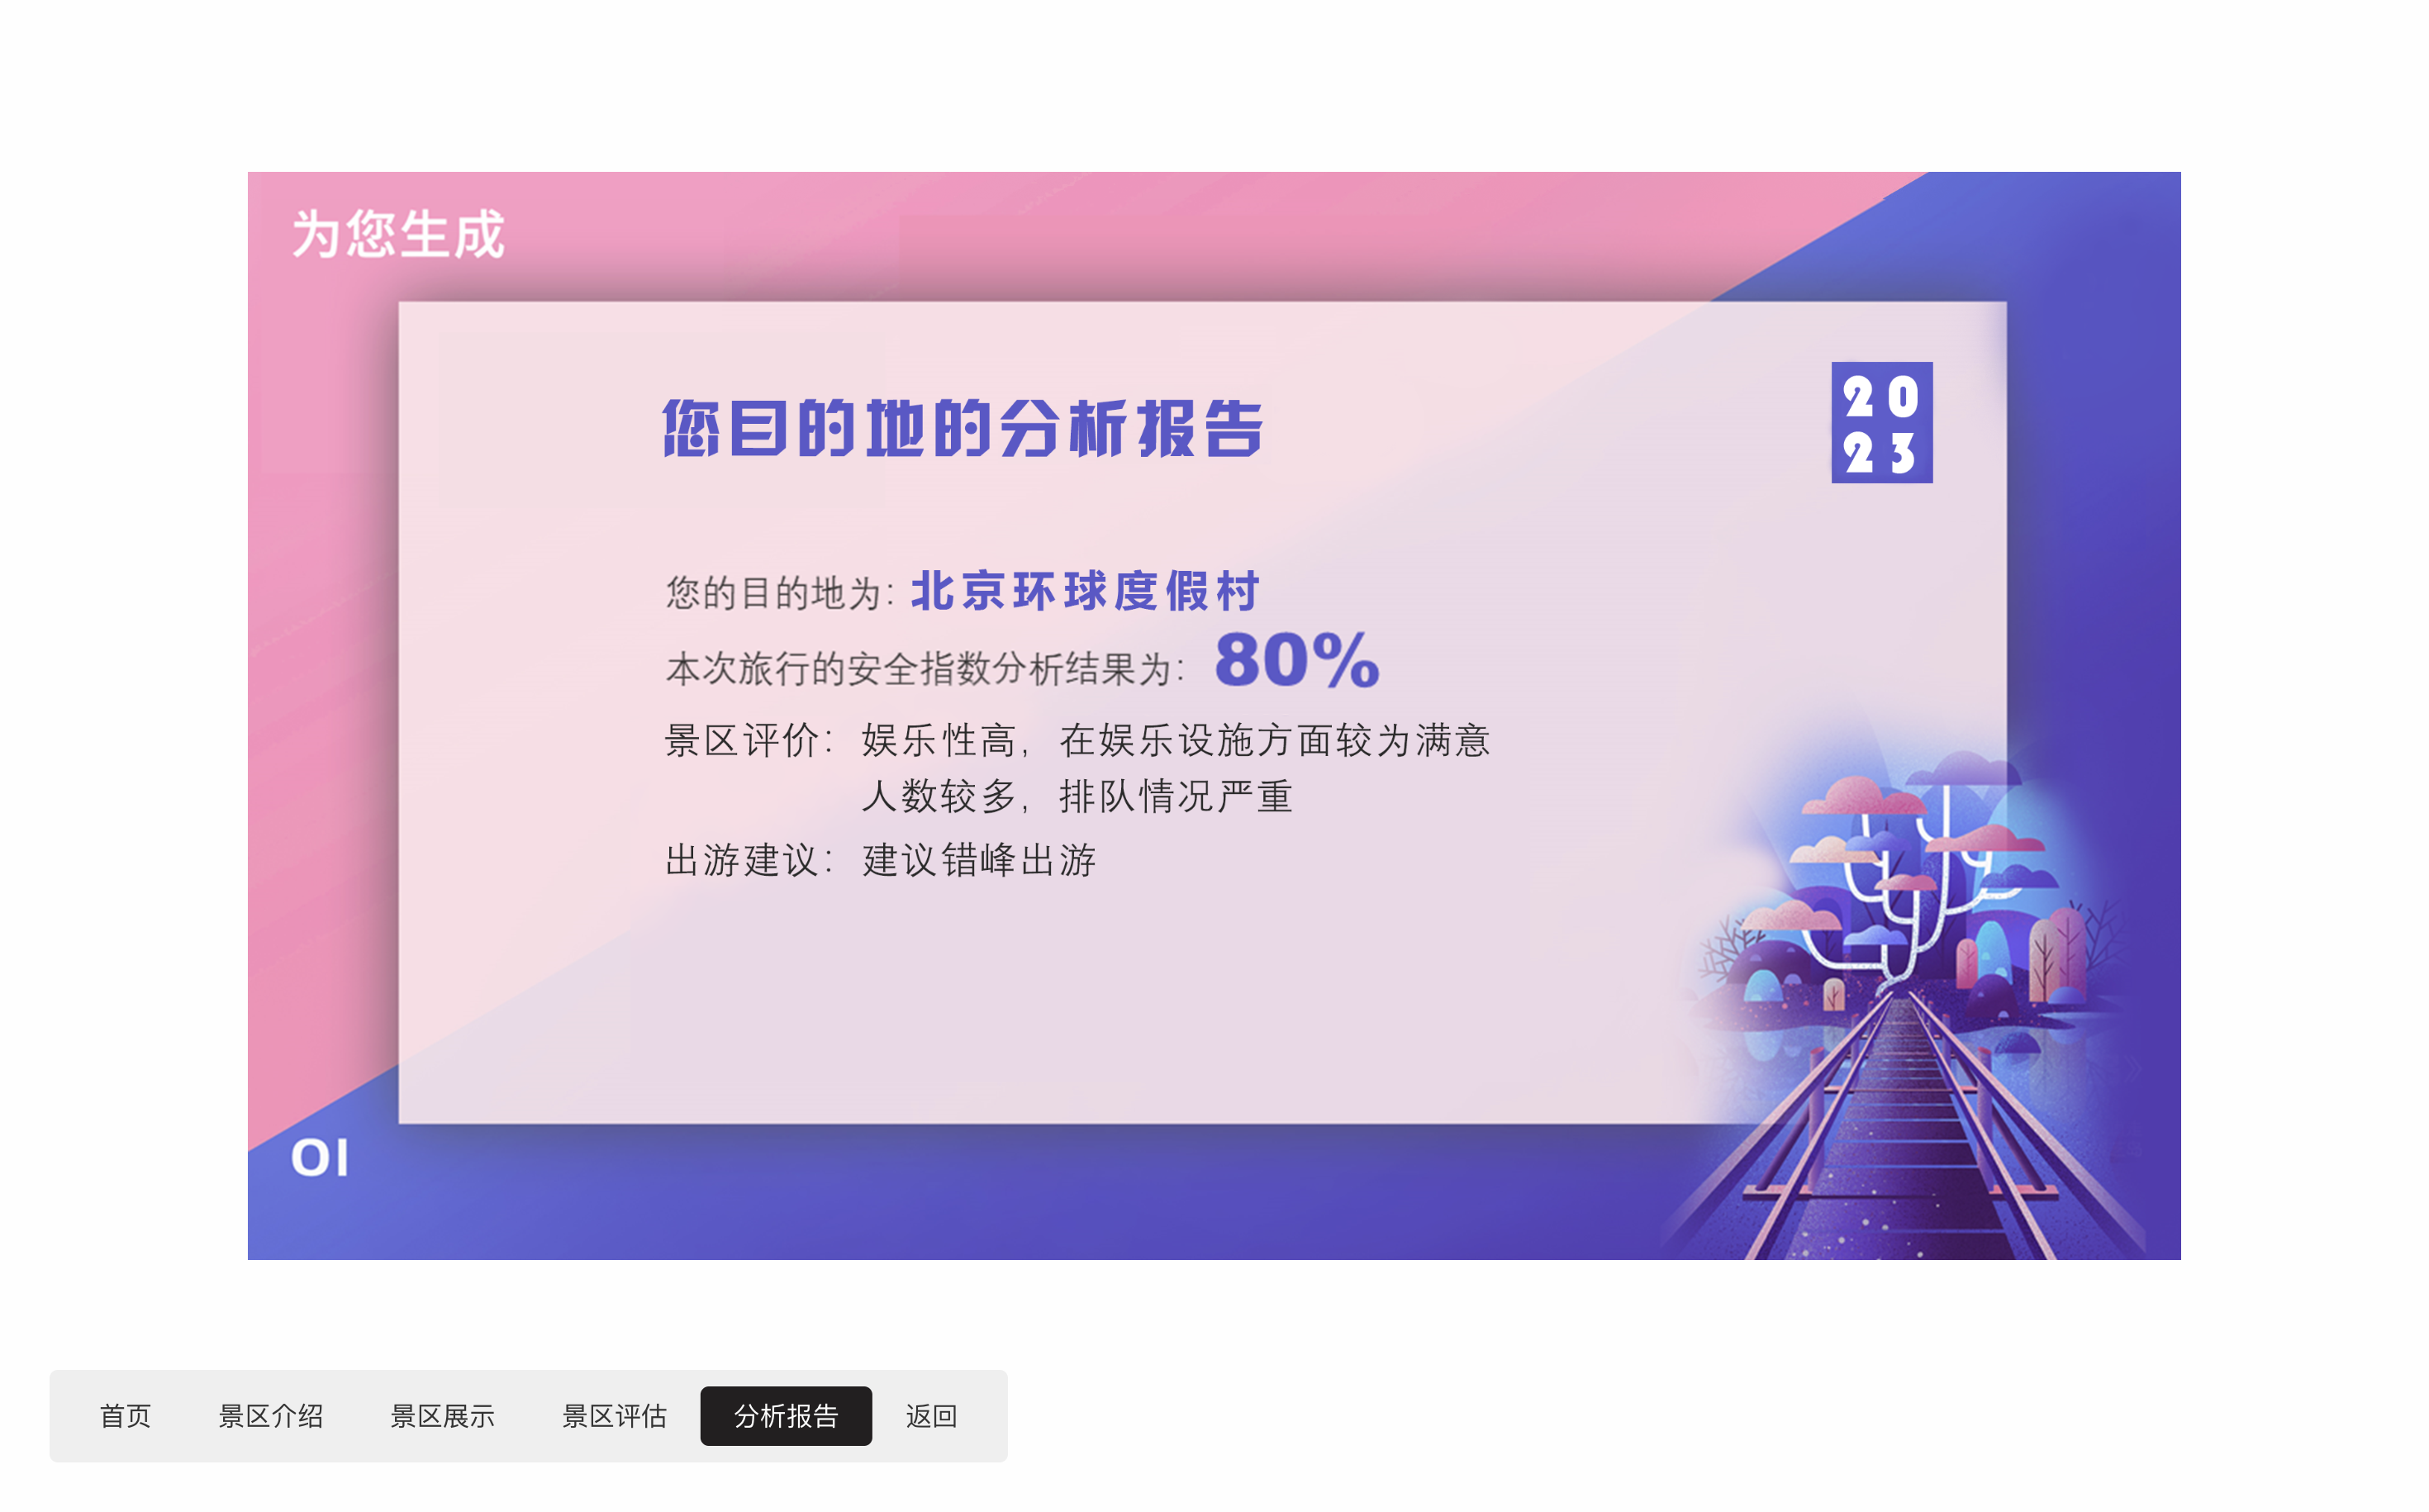 为您生成
您目的地的分析报告
20
23
您的目的地为：北京环球度假村
本次旅行的安全指数分析结果为： 80%
景区评价：娱乐性高，在娱乐设施方面较为满意
人数较多，排队情况严重
出游建议：建议错峰出游
OI
首页 景区介绍 景区展示 景区评估 分析报告 返回